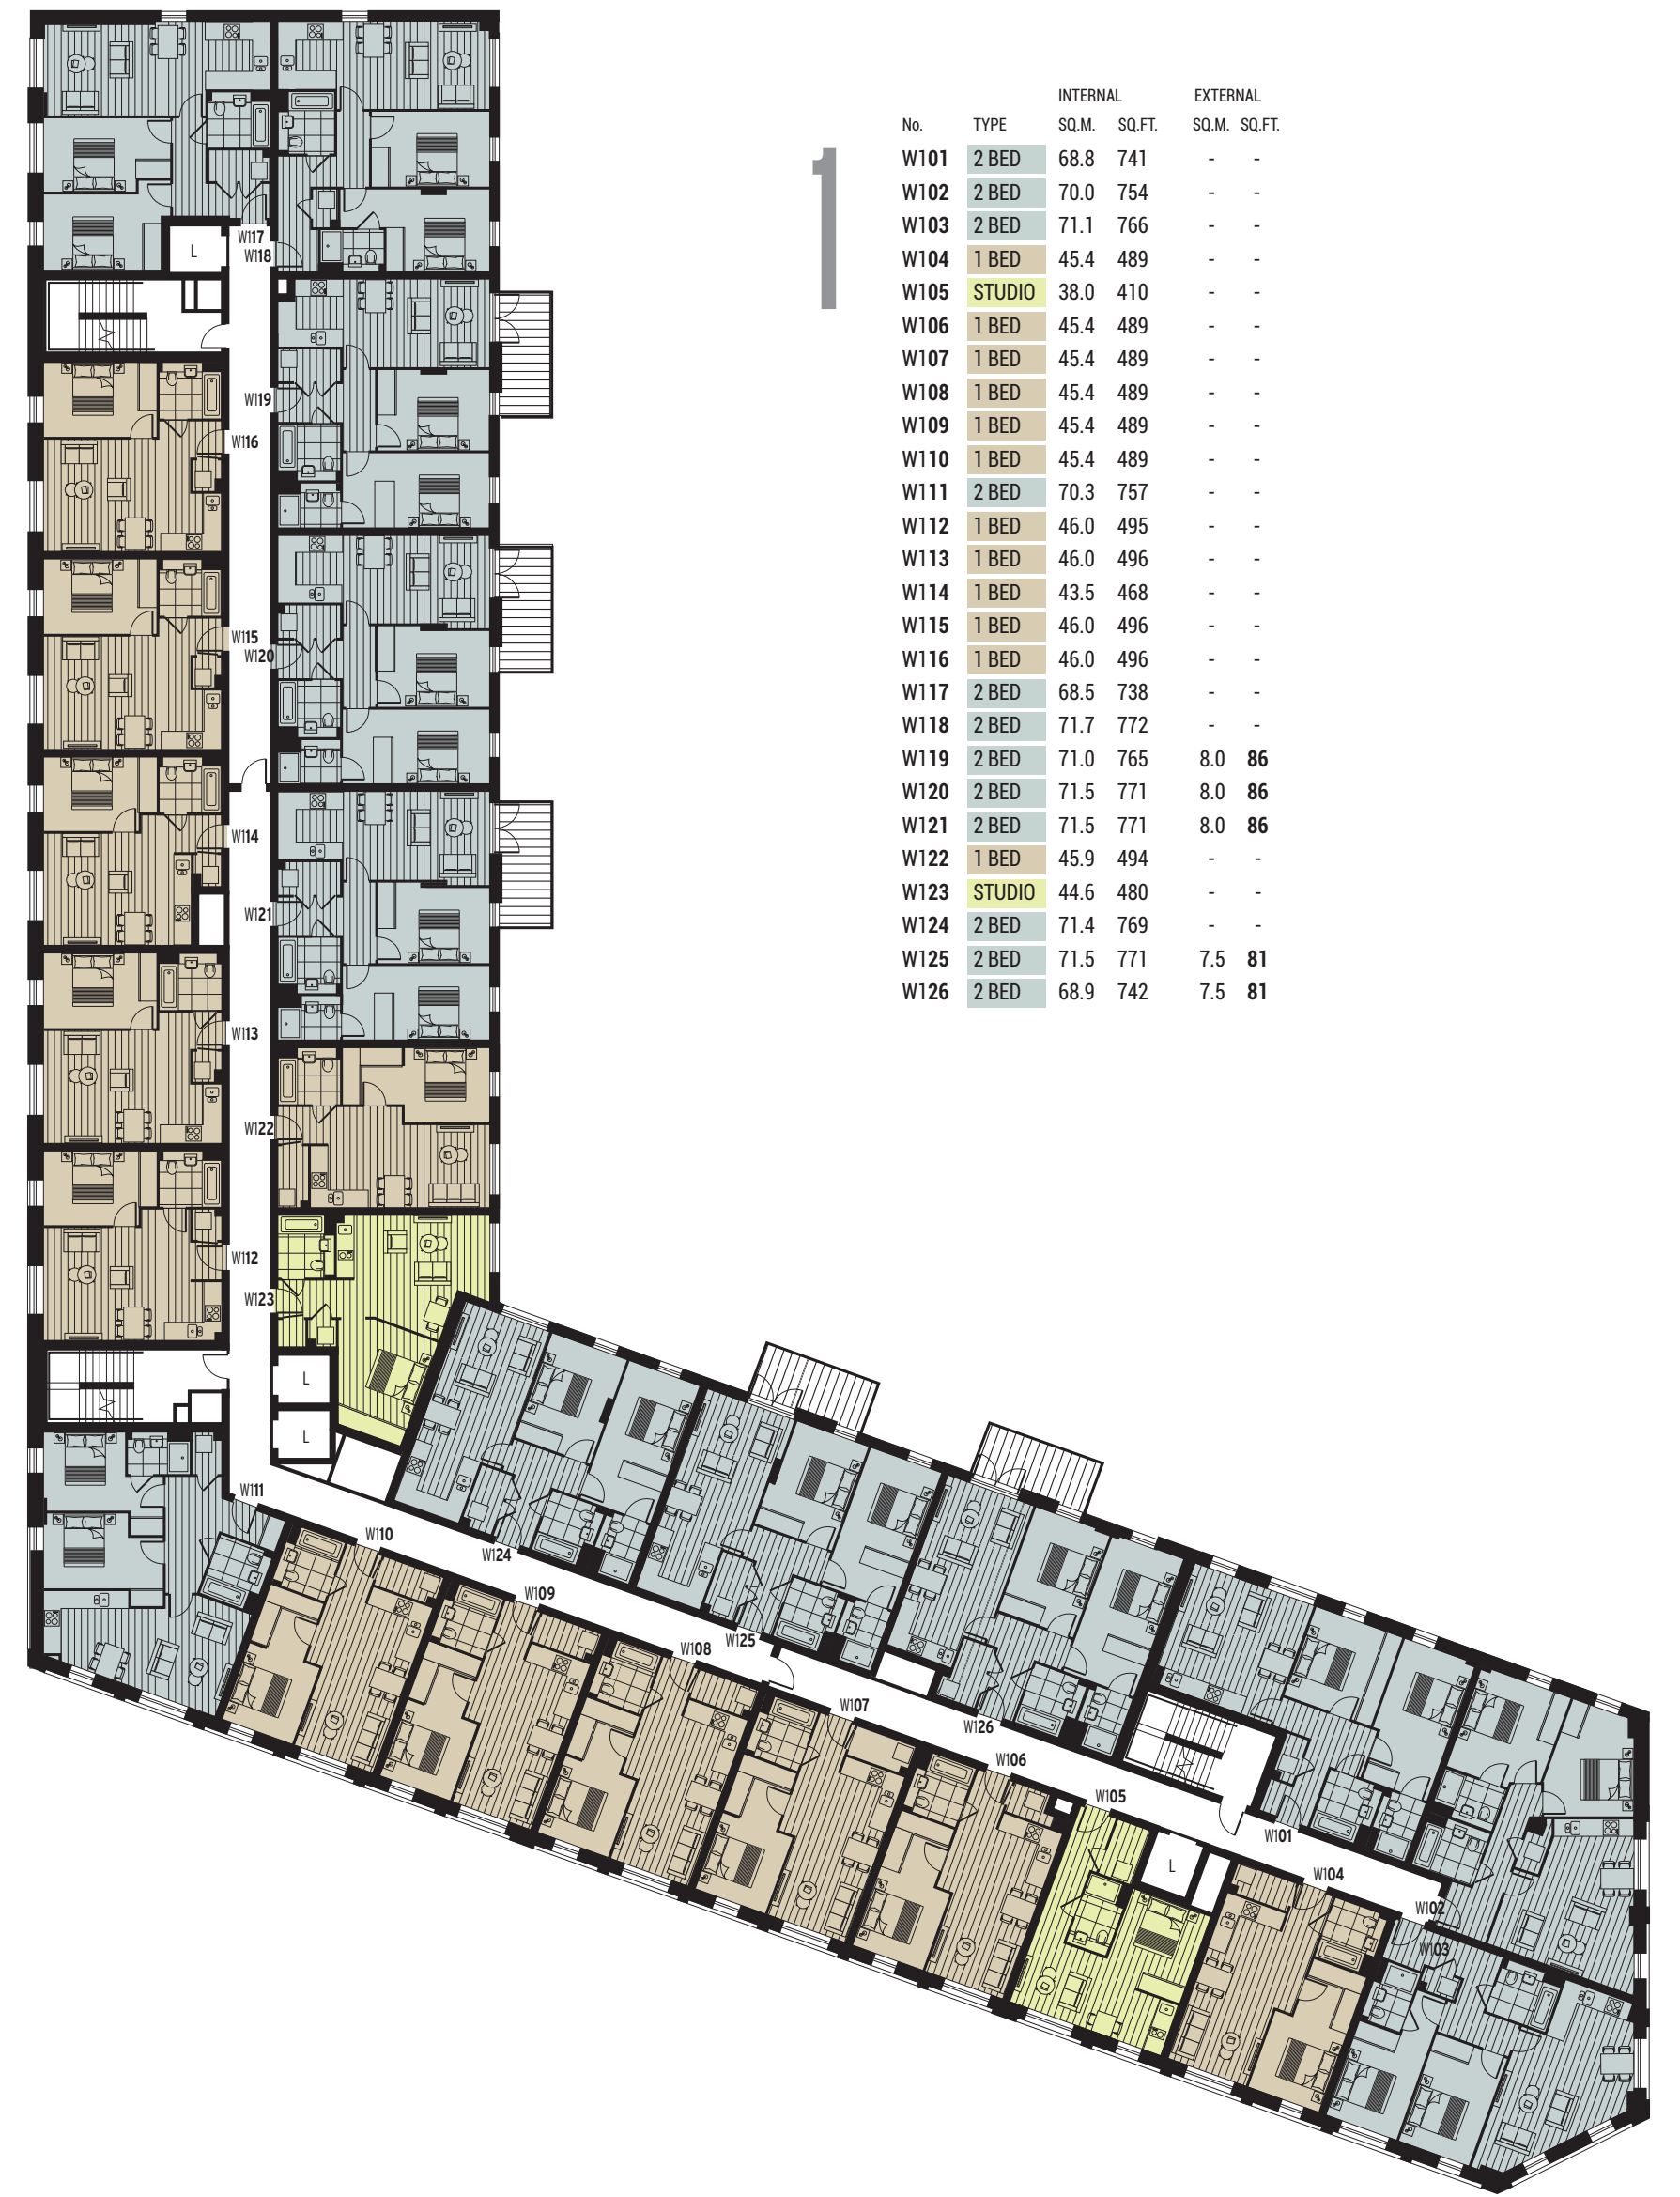 INTERNAL EXTERNAL
No. TYPE SQ.M. SQ.FT. SQ.M. SQ.FT.
1
W101 2 BED 68.8 741 - -
W102 2 BED 70.0 754 - -
W103 2 BED 71.1 766 - -
W104 1 BED 45.4 489 - -
W105 STUDIO 38.0 410 - -
W106 1 BED 45.4 489 - -
W107 1 BED 45.4 489 - -
W108 1 BED 45.4 489 - -
W109 1 BED 45.4 489 - -
W110 1 BED 45.4 489 - -
W111 2 BED 70.3 757 - -
W112 1 BED 46.0 495 - -
W113 1 BED 46.0 496 - -
W114 1 BED 43.5 468 - -
W115 1 BED 46.0 496 - -
W116 1 BED 46.0 496 - -
W117 2 BED 68.5 738 - -
W118 2 BED 71.7 772 - -
W119 2 BED 71.0 765 8.0 86
W120 2 BED 71.5 771 8.0 86
W121 2 BED 71.5 771 8.0 86
W122 1 BED 45.9 494 - -
W123 STUDIO 44.6 480 - -
W124 2 BED 71.4 769 - -
W125 2 BED 71.5 771 7.5 81
W126 2 BED 68.9 742 7.5 81
W117
L
W118
W119
W116
W115
W120
W114
W121
W113
W122
W112
W123
L
L
W111
W110
W124
W109
W125
W108
W107
W126
W106
W105
W101
L
W104
W102
W103